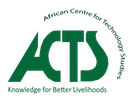 African Centre for Technology Studies
ACTS
Knowledge for Better Livelihoods